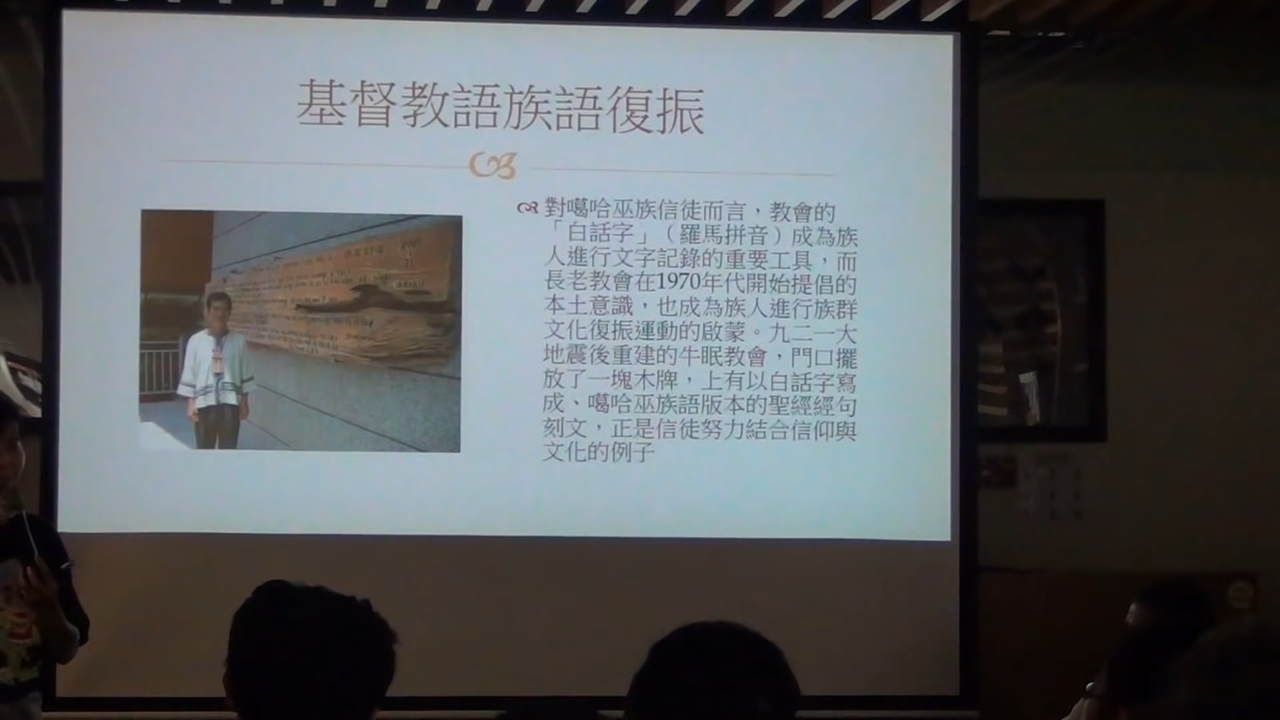 基督教語族語復振
對噶哈巫族信徒而言，教會的
「白話字」（羅馬拼音）成為族
人進行文字記錄的重要工具，而
長老教會在1970年代開始提倡的
本土意識，也成為族人進行族群
文化復振運動的啟蒙。九二一大
地震後重建的牛眠教會，門口擺
放了一塊木牌，上有以白話字寫
成、噶哈巫族語版本的聖經經句
刻文，正是信徒努力結合信仰與
文化的例子